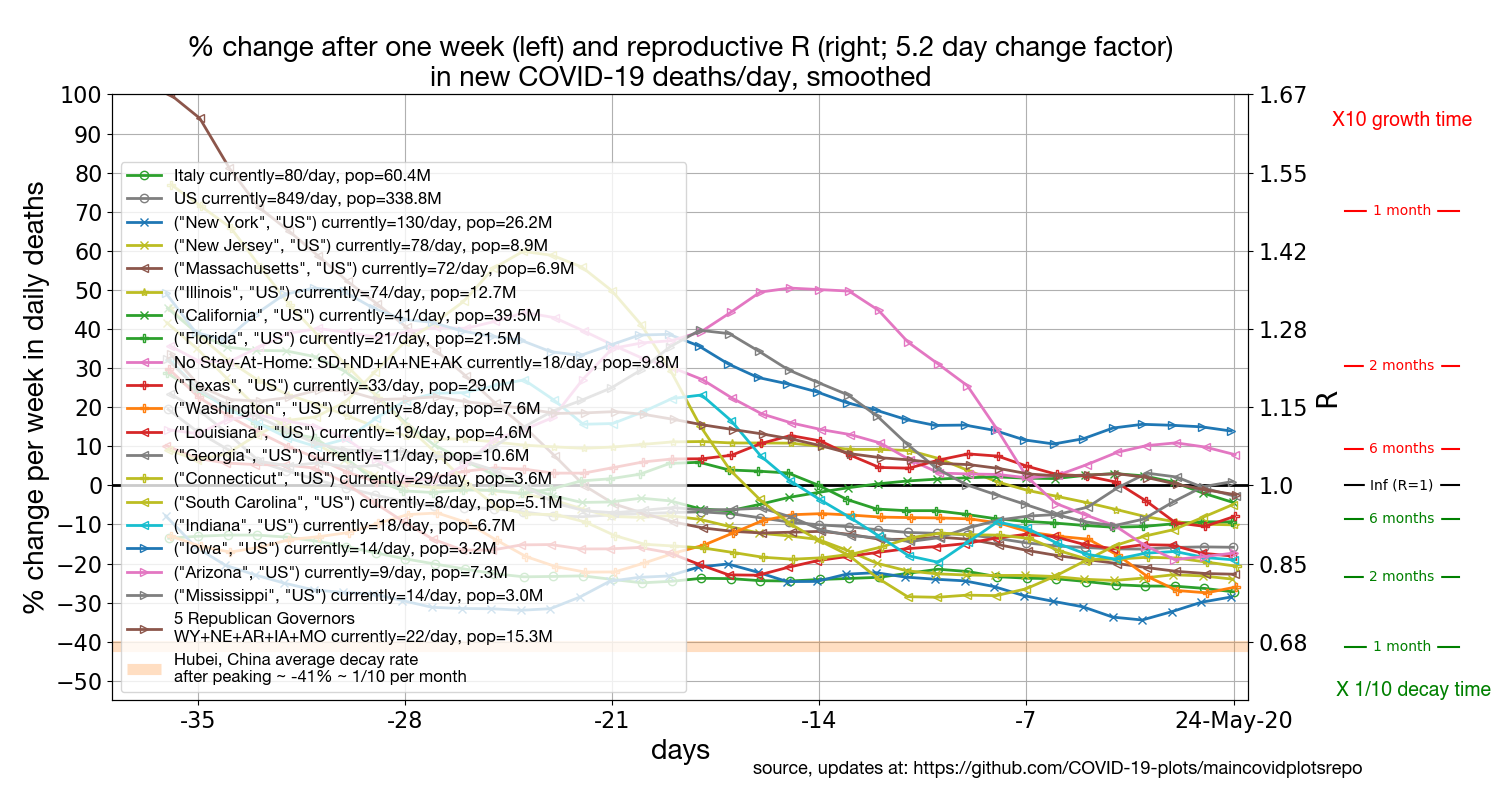 % change after one week (left) and reproductive R (right; 5.2 day change factor)
in new COVID-19 deaths/day, smoothed
% change per week in daily deaths
100
90
80
70
60
50
40
30
20
10
0
−10
−20
−30
−40
−50
Italy currently=80/day, pop=60.4M
US currently=849/day, pop=338.8M
("New York", "US") currently=130/day, pop=26.2M
("New Jersey", "US") currently=78/day, pop=8.9M
("Massachusetts", "US") currently=72/day, pop=6.9M
("Illinois", "US") currently=74/day, pop=12.7M
("California", "US") currently=41/day, pop=39.5M
("Florida", "US") currently=21/day, pop=21.5M
No Stay-At-Home: SD+ND+IA+NE+AK currently=18/day, pop=9.8M
("Texas", "US") currently=33/day, pop=29.0M
("Washington", "US") currently=8/day, pop=7.6M
("Louisiana", "US") currently=19/day, pop=4.6M
("Georgia", "US") currently=11/day, pop=10.6M
("Connecticut", "US") currently=29/day, pop=3.6M
("South Carolina", "US") currently=8/day, pop=5.1M
("Indiana", "US") currently=18/day, pop=6.7M
("Iowa", "US") currently=14/day, pop=3.2M
("Arizona", "US") currently=9/day, pop=7.3M
("Mississippi", "US") currently=14/day, pop=3.0M
5 Republican Governors
WY+NE+AR+IA+MO currently=22/day, pop=15.3M
Hubei, China average decay rate
after peaking ~ -41% ~ 1/10 per month
1.67
1.55
1.42
1.28
1.15
1.0
0.85
0.68
R
X10 growth time
1 month
2 months
6 months
Inf (R=1)
6 months
2 months
1 month
X 1/10 decay time
-35
-28
-21
-14
-7
24-May-20
days
source, updates at: https://github.com/COVID-19-plots/maincovidplotsrepo